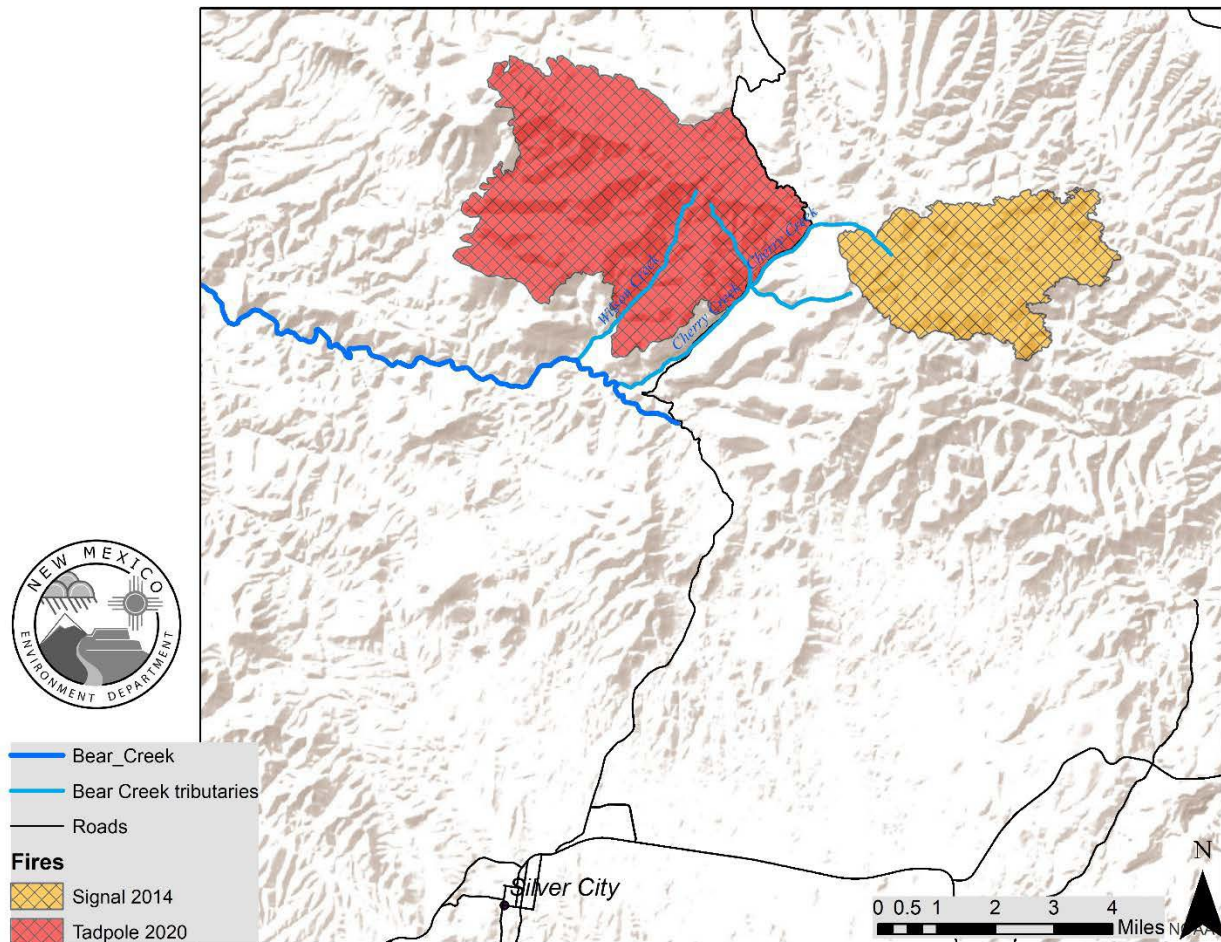 Cherry Creek
Wilson Creek
Cherry Creek
NEW MEXICO
ENVIRONMENT DEPARTMENT
Bear_Creek
Bear Creek tributaries
Roads
Fires
Signal 2014
Tadpole 2020
Silver City
N
0 0.5 1 2 3 4
Miles